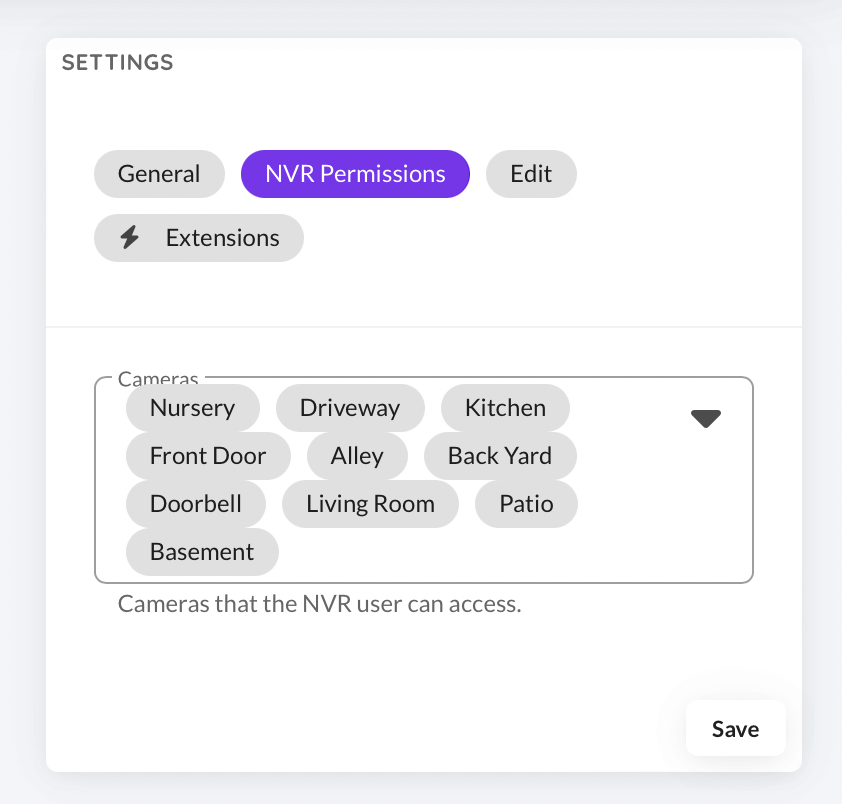 SETTINGS
General NVR Permissions Edit
Extensions
Cameras
Nursery Driveway Kitchen
Front Door Alley Back Yard
Doorbell Living Room Patio
Basement
Cameras that the NVR user can access.
Save